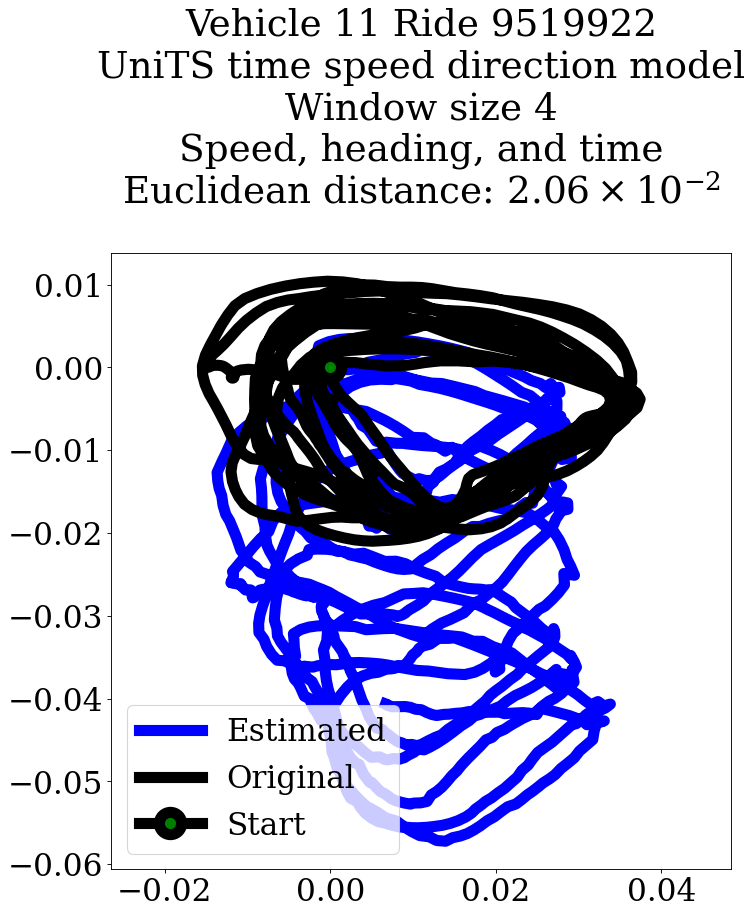 Vehicle 11 Ride 9519922
UniTS time speed direction model
Window size 4
Speed, heading, and time
Euclidean distance: 2.06 × 10⁻²
0.01
0.00
−0.01
−0.02
−0.03
−0.04
−0.05
−0.06
Estimated
Original
Start
−0.02 0.00 0.02 0.04